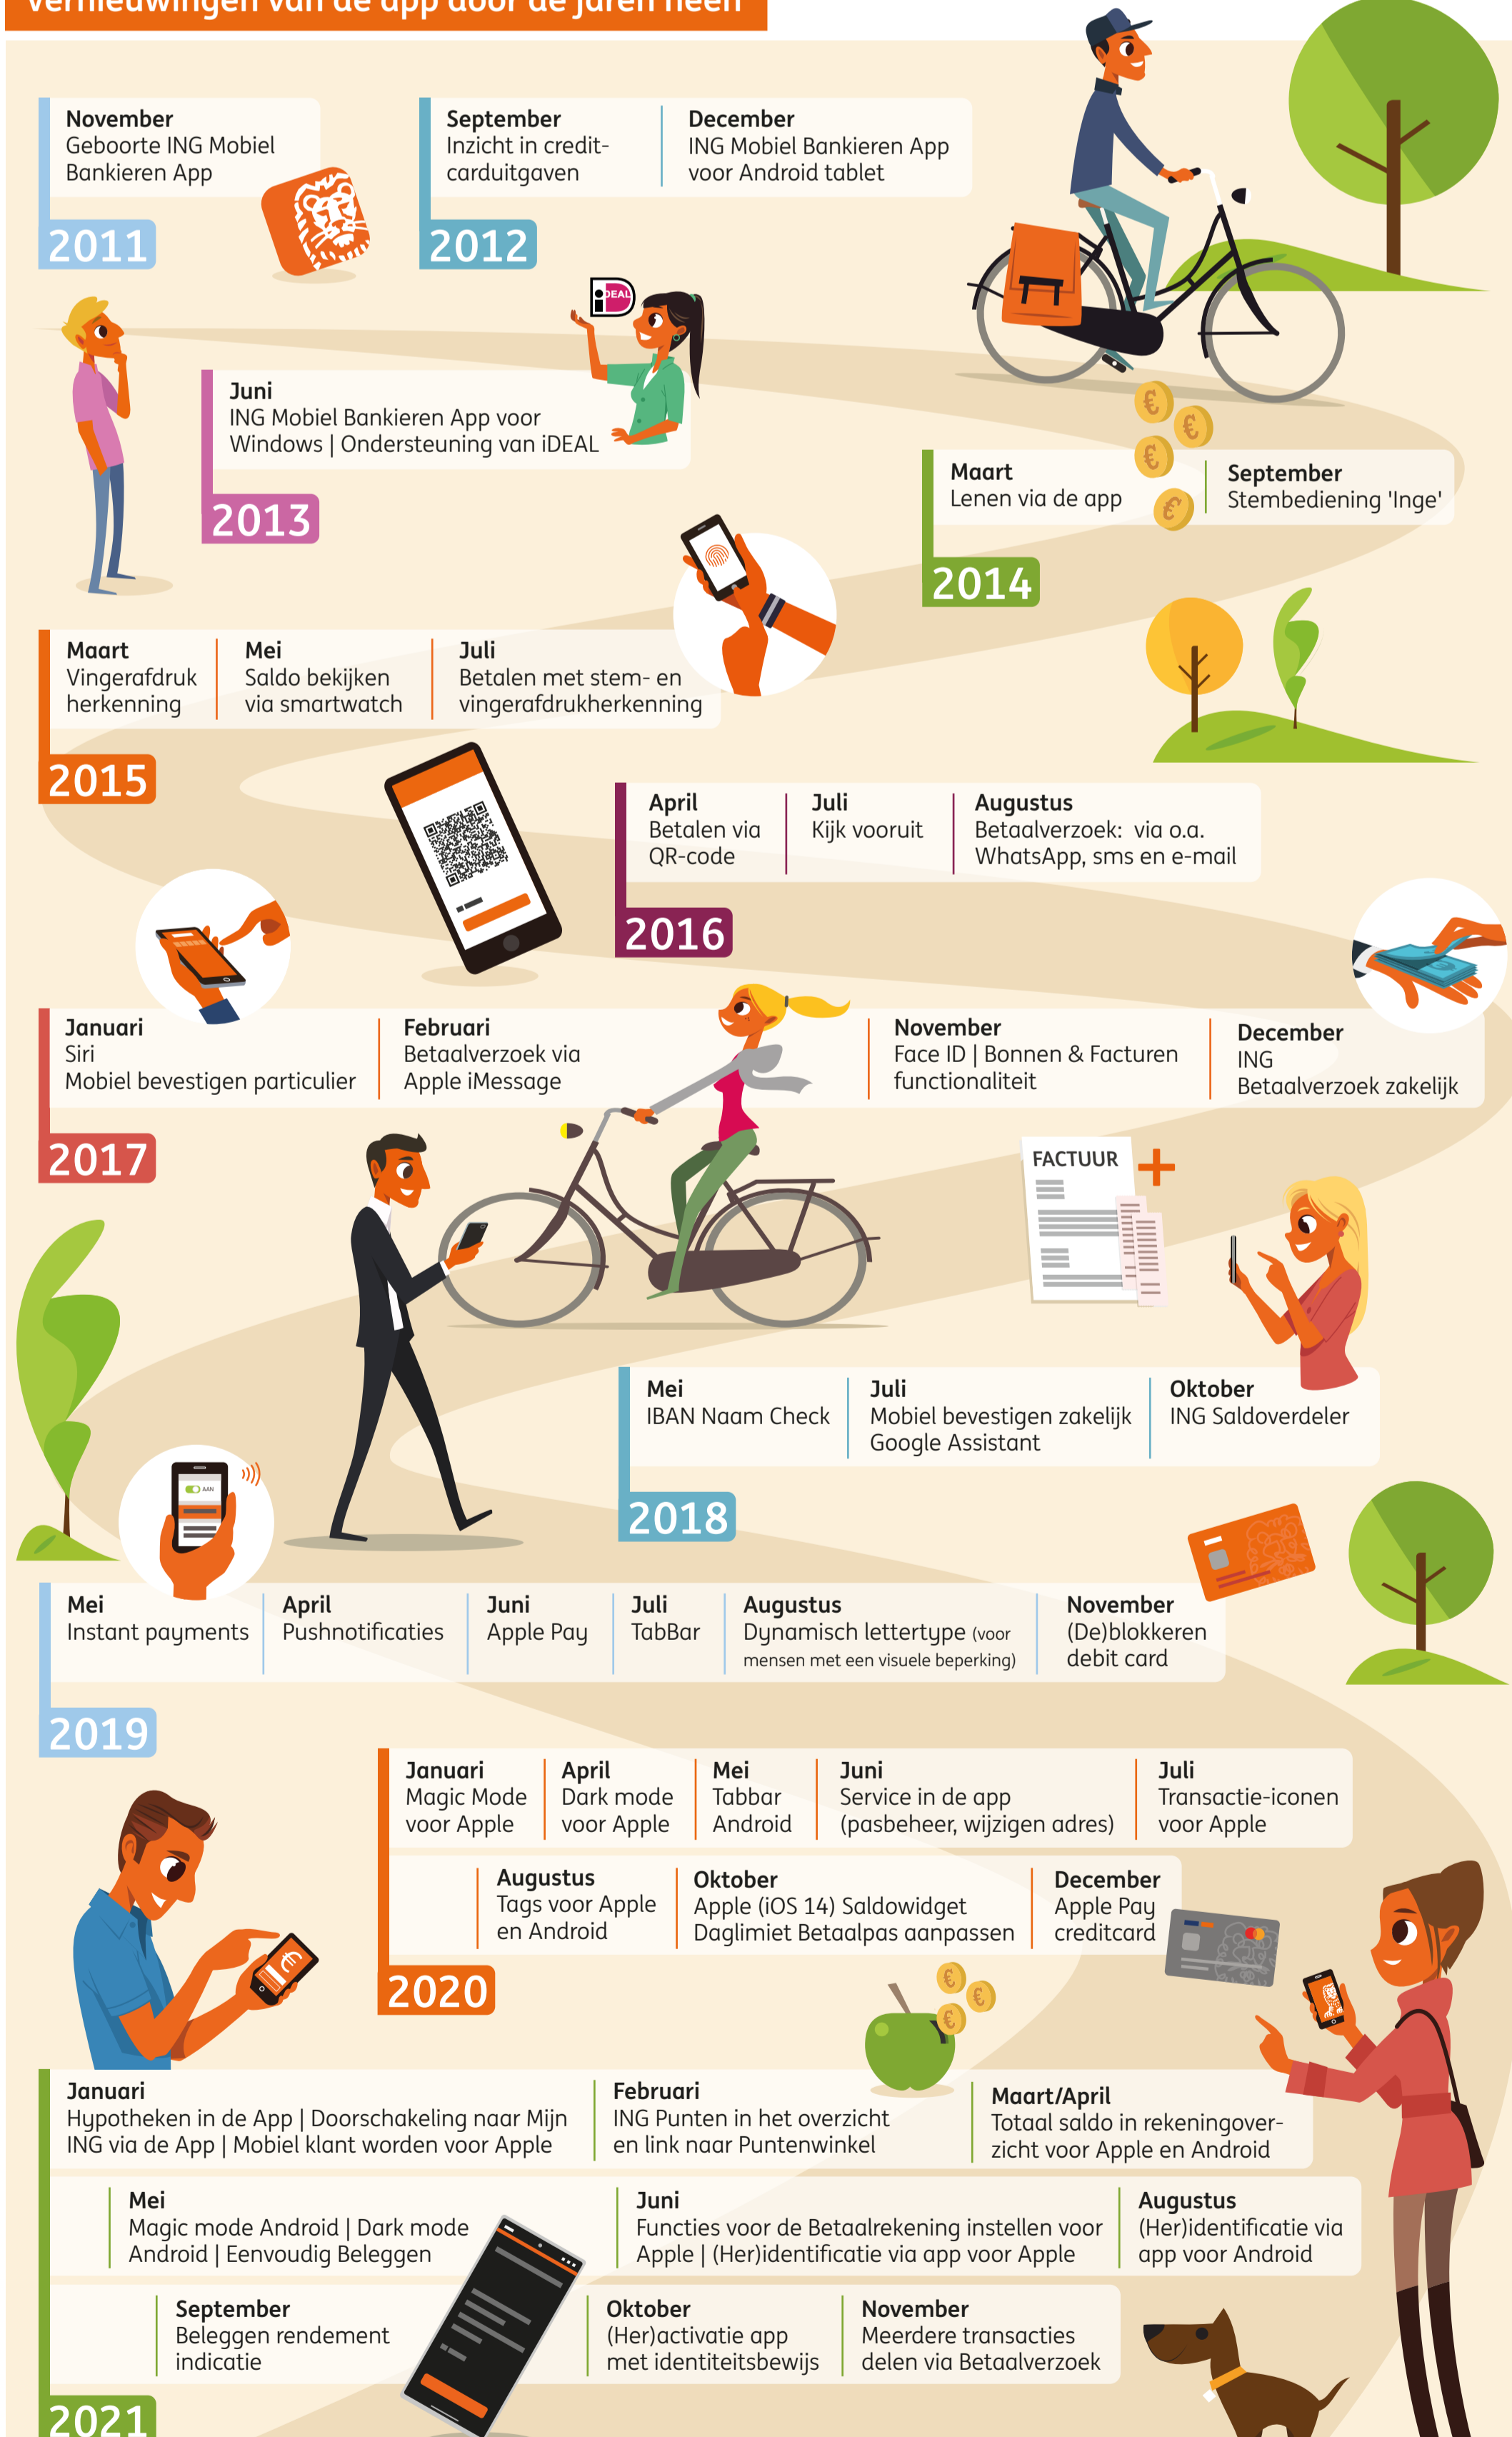 vernieuwingen van de app door de jaren heen
November
Geboorte ING Mobiel
Bankieren App
2011
September
Inzicht in credit-
carduitgaven
December
ING Mobiel Bankieren App
voor Android tablet
2012
iDEAL
Juni
ING Mobiel Bankieren App voor
Windows | Ondersteuning van iDEAL
2013
Maart
Lenen via de app
September
Stembediening 'Inge'
2014
Maart
Vingerafdruk
herkenning
Mei
Saldo bekijken
via smartwatch
Juli
Betalen met stem- en
vingerafdrukherkenning
2015
April
Betalen via
QR-code
Juli
Kijk vooruit
Augustus
Betaalverzoek: via o.a.
WhatsApp, sms en e-mail
2016
Januari
Siri
Mobiel bevestigen particulier
Februari
Betaalverzoek via
Apple iMessage
November
Face ID | Bonnen & Facturen
functionaliteit
December
ING
Betaalverzoek zakelijk
2017
FACTUUR
Mei
IBAN Naam Check
Juli
Mobiel bevestigen zakelijk
Google Assistant
Oktober
ING Saldoverdeler
2018
AAN
Mei
Instant payments
April
Pushnotificaties
Juni
Apple Pay
Juli
TabBar
Augustus
Dynamisch lettertype (voor
mensen met een visuele beperking)
November
(De)blokkeren
debit card
2019
Januari
Magic Mode
voor Apple
April
Dark mode
voor Apple
Mei
Tabbar
Android
Juni
Service in de app
(pasbeheer, wijzigen adres)
Juli
Transactie-iconen
voor Apple
Augustus
Tags voor Apple
en Android
Oktober
Apple (iOS 14) Saldowidget
Daglimiet Betaalpas aanpassen
December
Apple Pay
creditcard
2020
Januari
Hypotheken in de App | Doorschakeling naar Mijn
ING via de App | Mobiel klant worden voor Apple
Februari
ING Punten in het overzicht
en link naar Puntenwinkel
Maart/April
Totaal saldo in rekeningover-
zicht voor Apple en Android
Mei
Magic mode Android | Dark mode
Android | Eenvoudig Beleggen
Juni
Functies voor de Betaalrekening instellen voor
Apple | (Her)identificatie via app voor Apple
Augustus
(Her)identificatie via
app voor Android
September
Beleggen rendement
indicatie
Oktober
(Her)activatie app
met identiteitsbewijs
November
Meerdere transacties
delen via Betaalverzoek
2021